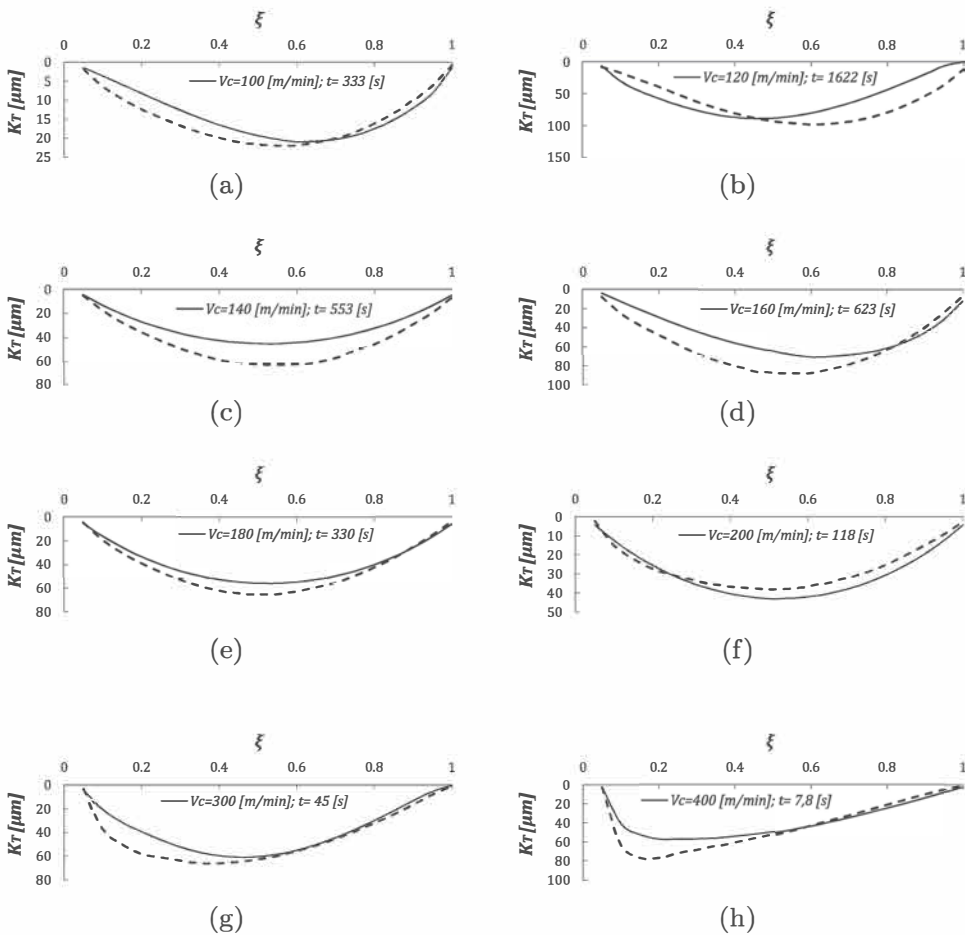 ξ ξ
0 0.2 0.4 0.6 0.8 1 0 0.2 0.4 0.6 0.8 1
KT [μm] 0 5 10 15 20 25 Vc=100 [m/min]; t= 333 [s] KT [μm] 0 50 100 150 Vc=120 [m/min]; t= 1622 [s]
(a) (b)
ξ ξ
0 0.2 0.4 0.6 0.8 1 0 0.2 0.4 0.6 0.8 1
KT [μm] 0 20 40 60 80 Vc=140 [m/min]; t= 553 [s] KT [μm] 0 20 40 60 80 100 Vc=160 [m/min]; t= 623 [s]
(c) (d)
ξ ξ
0 0.2 0.4 0.6 0.8 1 0 0.2 0.4 0.6 0.8 1
KT [μm] 0 20 40 60 80 Vc=180 [m/min]; t= 330 [s] KT [μm] 0 10 20 30 40 50 Vc=200 [m/min]; t= 118 [s]
(e) (f)
ξ ξ
0 0.2 0.4 0.6 0.8 1 0 0.2 0.4 0.6 0.8 1
KT [μm] 0 20 40 60 80 Vc=300 [m/min]; t= 45 [s] KT [μm] 0 20 40 60 80 100 Vc=400 [m/min]; t= 7,8 [s]
(g) (h)